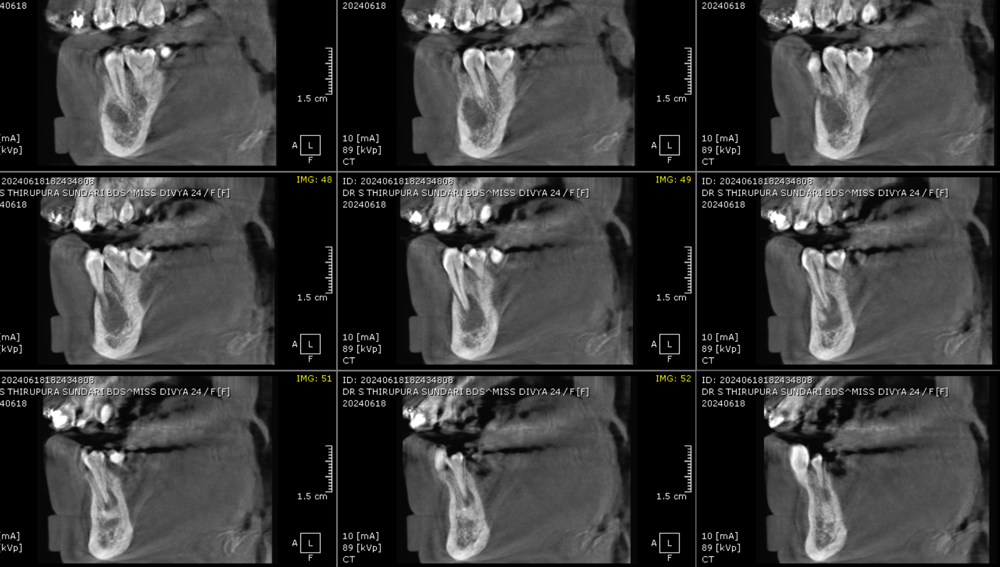 40618
1.5 cm
[mA]
[kVp]
A L
F
20240618
1.5 cm
10 [mA]
89 [kVp]
CT
A L
F
20240618
10 [mA]
89 [kVp]
CT
20240618182434808
IMG: 48
S THIRUPURA SUNDARI BDS^MISS DIVYA 24 / F [F]
40618
1.5 cm
[mA]
[kVp]
A L
F
ID: 20240618182434808
IMG: 49
DR S THIRUPURA SUNDARI BDS^MISS DIVYA 24 / F [F]
20240618
1.5 cm
10 [mA]
89 [kVp]
CT
A L
F
ID: 20240618182434808
DR S THIRUPURA SUNDARI BDS^MISS DIVYA 24 / F [F]
20240618
10 [mA]
89 [kVp]
CT
20240618182434808
IMG: 51
S THIRUPURA SUNDARI BDS^MISS DIVYA 24 / F [F]
40618
1.5 cm
[mA]
[kVp]
A L
F
ID: 20240618182434808
IMG: 52
DR S THIRUPURA SUNDARI BDS^MISS DIVYA 24 / F [F]
20240618
1.5 cm
10 [mA]
89 [kVp]
CT
A L
F
ID: 20240618182434808
DR S THIRUPURA SUNDARI BDS^MISS DIVYA 24 / F [F]
20240618
10 [mA]
89 [kVp]
CT